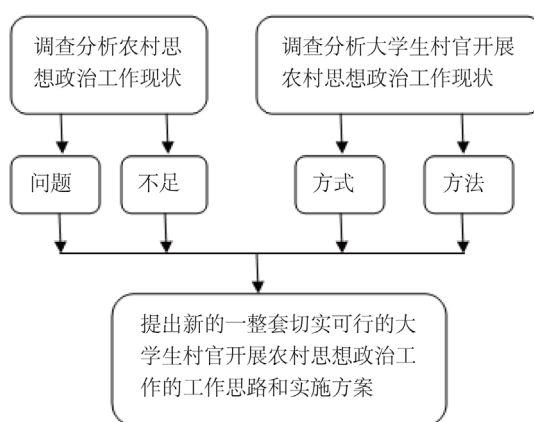 调查分析农村思
想政治工作现状
调查分析大学生村官开展
农村思想政治工作现状
问题
不足
方式
方法
提出新的一整套切实可行的大
学生村官开展农村思想政治工
作的工作思路和实施方案